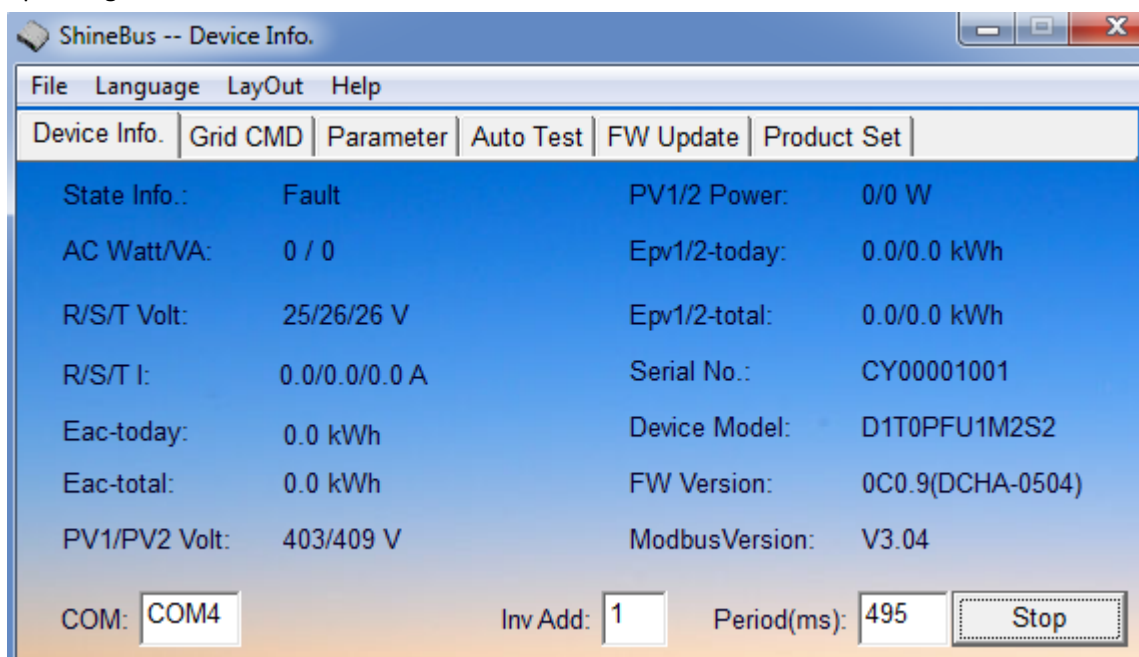 ShineBus -- Device Info.
File Language LayOut Help
Device Info. Grid CMD Parameter Auto Test FW Update Product Set
State Info.: Fault PV1/2 Power: 0/0 W
AC Watt/VA: 0 / 0 Epv1/2-today: 0.0/0.0 kWh
R/S/T Volt: 25/26/26 V Epv1/2-total: 0.0/0.0 kWh
R/S/T I: 0.0/0.0/0.0 A Serial No.: CY00001001
Eac-today: 0.0 kWh Device Model: D1T0PFU1M2S2
Eac-total: 0.0 kWh FW Version: 0C0.9(DCHA-0504)
PV1/PV2 Volt: 403/409 V ModbusVersion: V3.04
COM: COM4 Inv Add: 1 Period(ms): 495 Stop